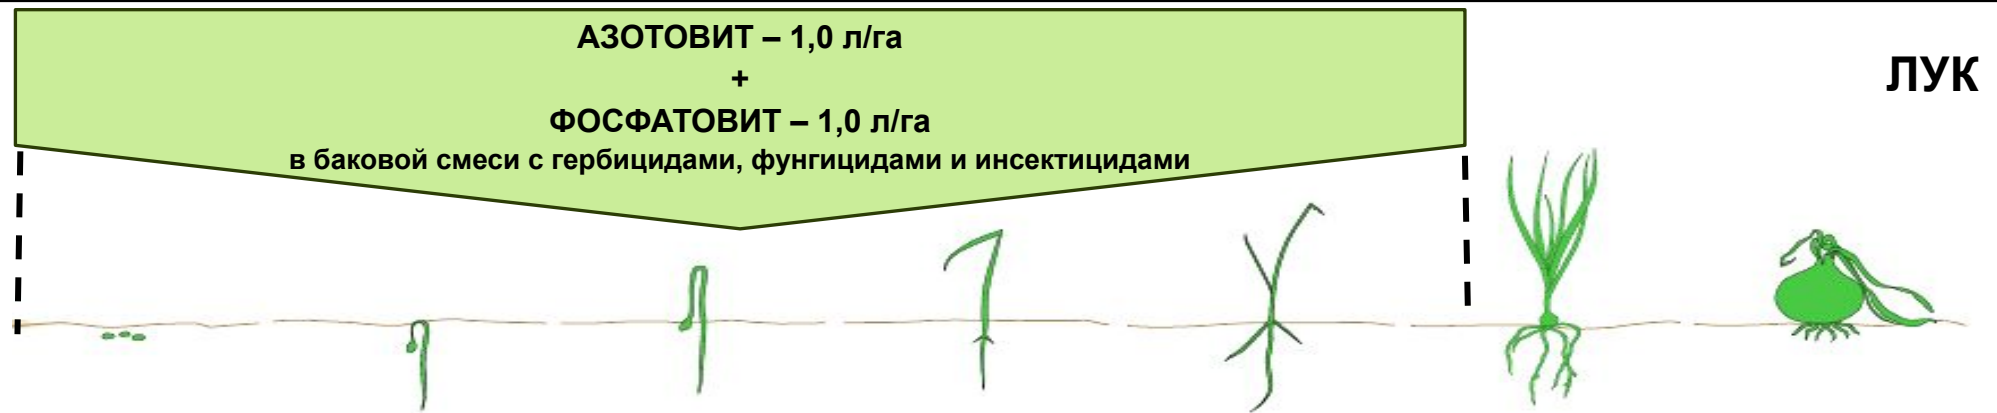 АЗОТОВИТ – 1,0 л/га
+
ФОСФАТОВИТ – 1,0 л/га
в баковой смеси с гербицидами, фунгицидами и инсектицидами
ЛУК